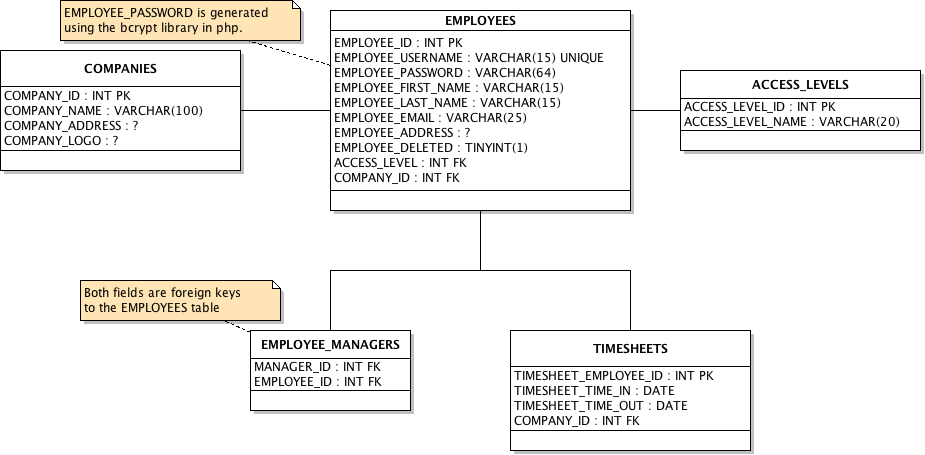 EMPLOYEE_PASSWORD is generated
using the bcrypt library in php.
EMPLOYEES
EMPLOYEE_ID : INT PK
EMPLOYEE_USERNAME : VARCHAR(15) UNIQUE
EMPLOYEE_PASSWORD : VARCHAR(64)
EMPLOYEE_FIRST_NAME : VARCHAR(15)
EMPLOYEE_LAST_NAME : VARCHAR(15)
EMPLOYEE_EMAIL : VARCHAR(25)
EMPLOYEE_ADDRESS : ?
EMPLOYEE_DELETED : TINYINT(1)
ACCESS_LEVEL : INT FK
COMPANY_ID : INT FK
COMPANIES
COMPANY_ID : INT PK
COMPANY_NAME : VARCHAR(100)
COMPANY_ADDRESS : ?
COMPANY_LOGO : ?
ACCESS_LEVELS
ACCESS_LEVEL_ID : INT PK
ACCESS_LEVEL_NAME : VARCHAR(20)
Both fields are foreign keys
to the EMPLOYEES table
EMPLOYEE_MANAGERS
MANAGER_ID : INT FK
EMPLOYEE_ID : INT FK
TIMESHEETS
TIMESHEET_EMPLOYEE_ID : INT PK
TIMESHEET_TIME_IN : DATE
TIMESHEET_TIME_OUT : DATE
COMPANY_ID : INT FK